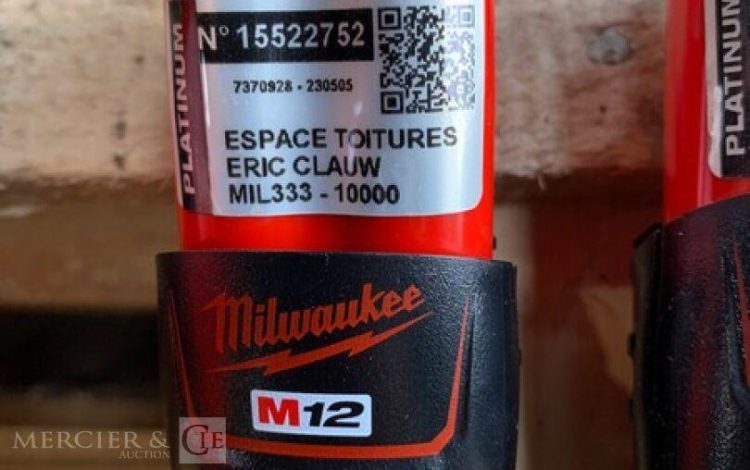 PLATINUM
N° 15522752
7370928 - 230505
ESPACE TOITURES
ERIC CLAUW
MIL333 - 10000
PLATINUM
Milwaukee
M12
MERCIER & CIE
AUCTION